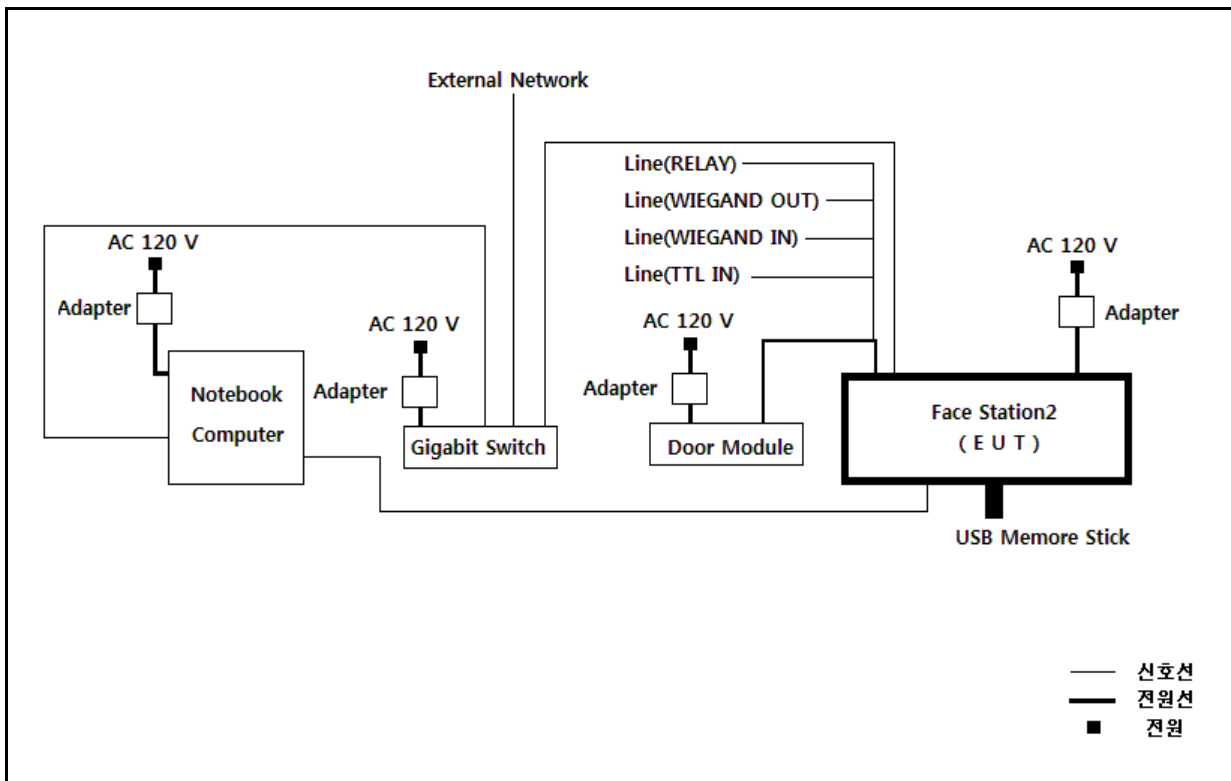 External Network
Line(RELAY)
Line(WIEGAND OUT)
Line(WIEGAND IN)
Line(TTL IN)
AC 120 V
Adapter
AC 120 V
Adapter
AC 120 V
Adapter
AC 120 V
Adapter
Notebook
Computer
Gigabit Switch
Door Module
Face Station2
( E U T )
USB Memore Stick
신호선
전원선
전원